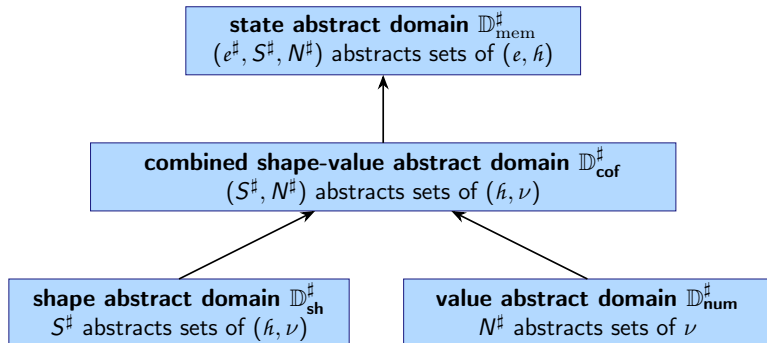 state abstract domain 𝔻♯mem
(e♯, S♯, N♯) abstracts sets of (e, ℏ)
combined shape-value abstract domain 𝔻♯cof
(S♯, N♯) abstracts sets of (ℏ, ν)
shape abstract domain 𝔻♯sh
S♯ abstracts sets of (ℏ, ν)
value abstract domain 𝔻♯num
N♯ abstracts sets of ν